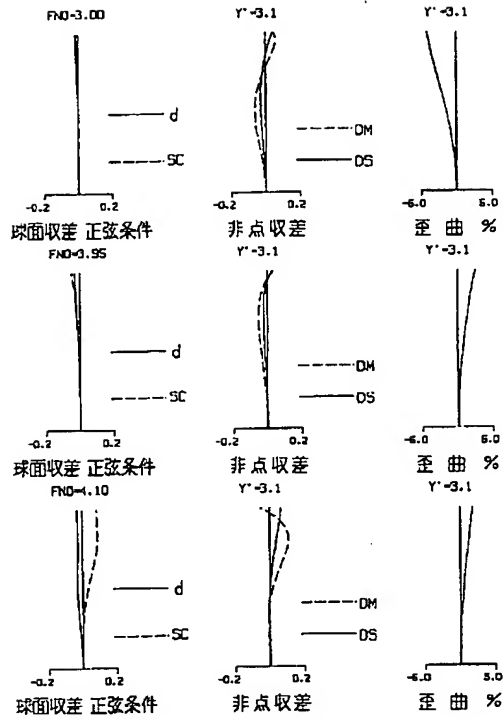 FNO=3.00 Y'=3.1 Y'=3.1
d
SC
DM
DS
-0.2 0.2 -0.2 0.2 -5.0 5.0
球面収差 正弦条件 非点収差 歪曲 %
FNO=3.95 Y'=3.1 Y'=3.1
d
SC
DM
DS
-0.2 0.2 -0.2 0.2 -5.0 5.0
球面収差 正弦条件 非点収差 歪曲 %
FNO=4.10 Y'=3.1 Y'=3.1
d
SC
DM
DS
-0.2 0.2 -0.2 0.2 -5.0 5.0
球面収差 正弦条件 非点収差 歪曲 %